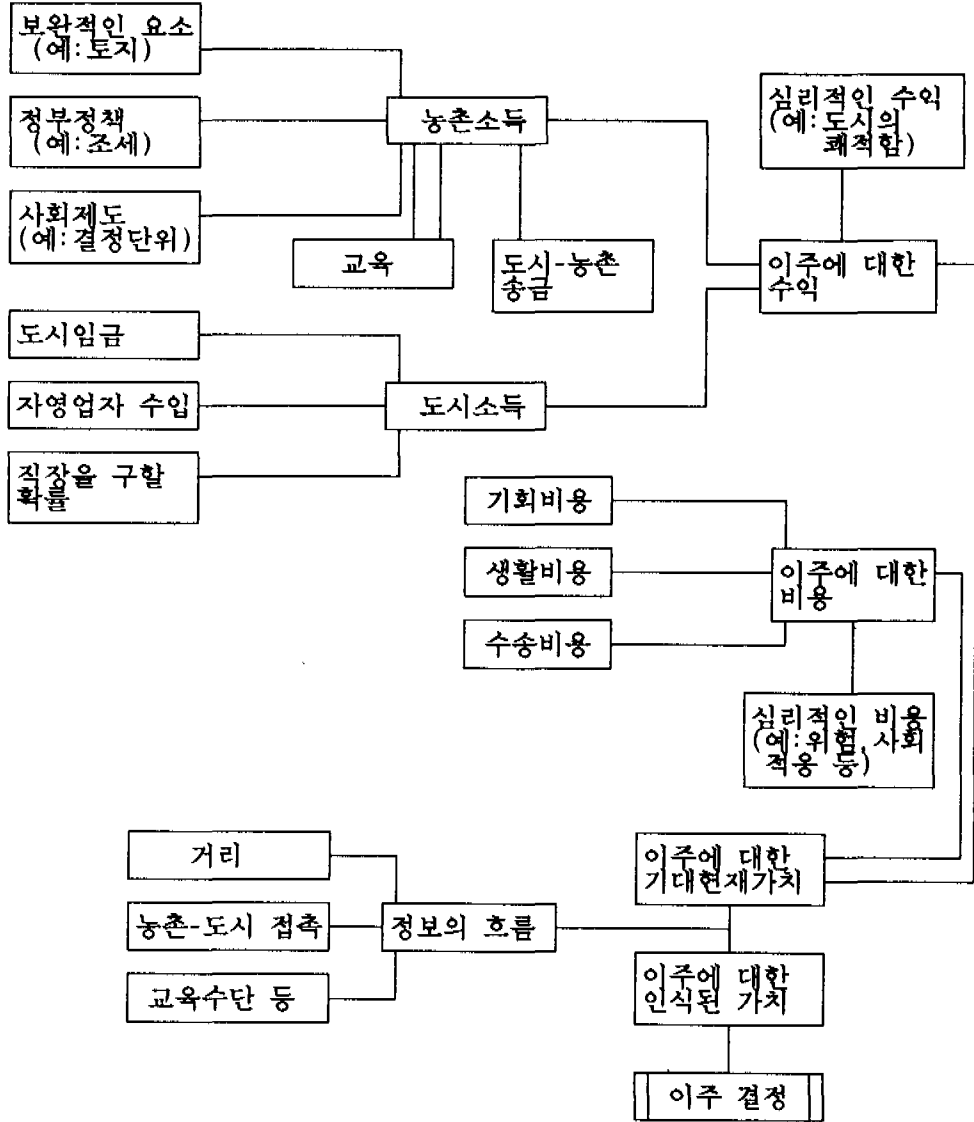 보완적인 요소
(예:토지)
정부정책
(예:조세)
사회제도
(예:결정단위)
농촌소득
교육
도시-농촌
송금
심리적인 수익
(예:도시의
쾌적함)
이주에 대한
수익
도시임금
자영업자 수입
직장을 구할
확률
도시소득
기회비용
생활비용
수송비용
이주에 대한
비용
심리적인 비용
(예:위험,사회
적응 등)
이주에 대한
기대현재가치
거리
농촌-도시 접촉
교육수단 등
정보의 흐름
이주에 대한
인식된 가치
이주 결정